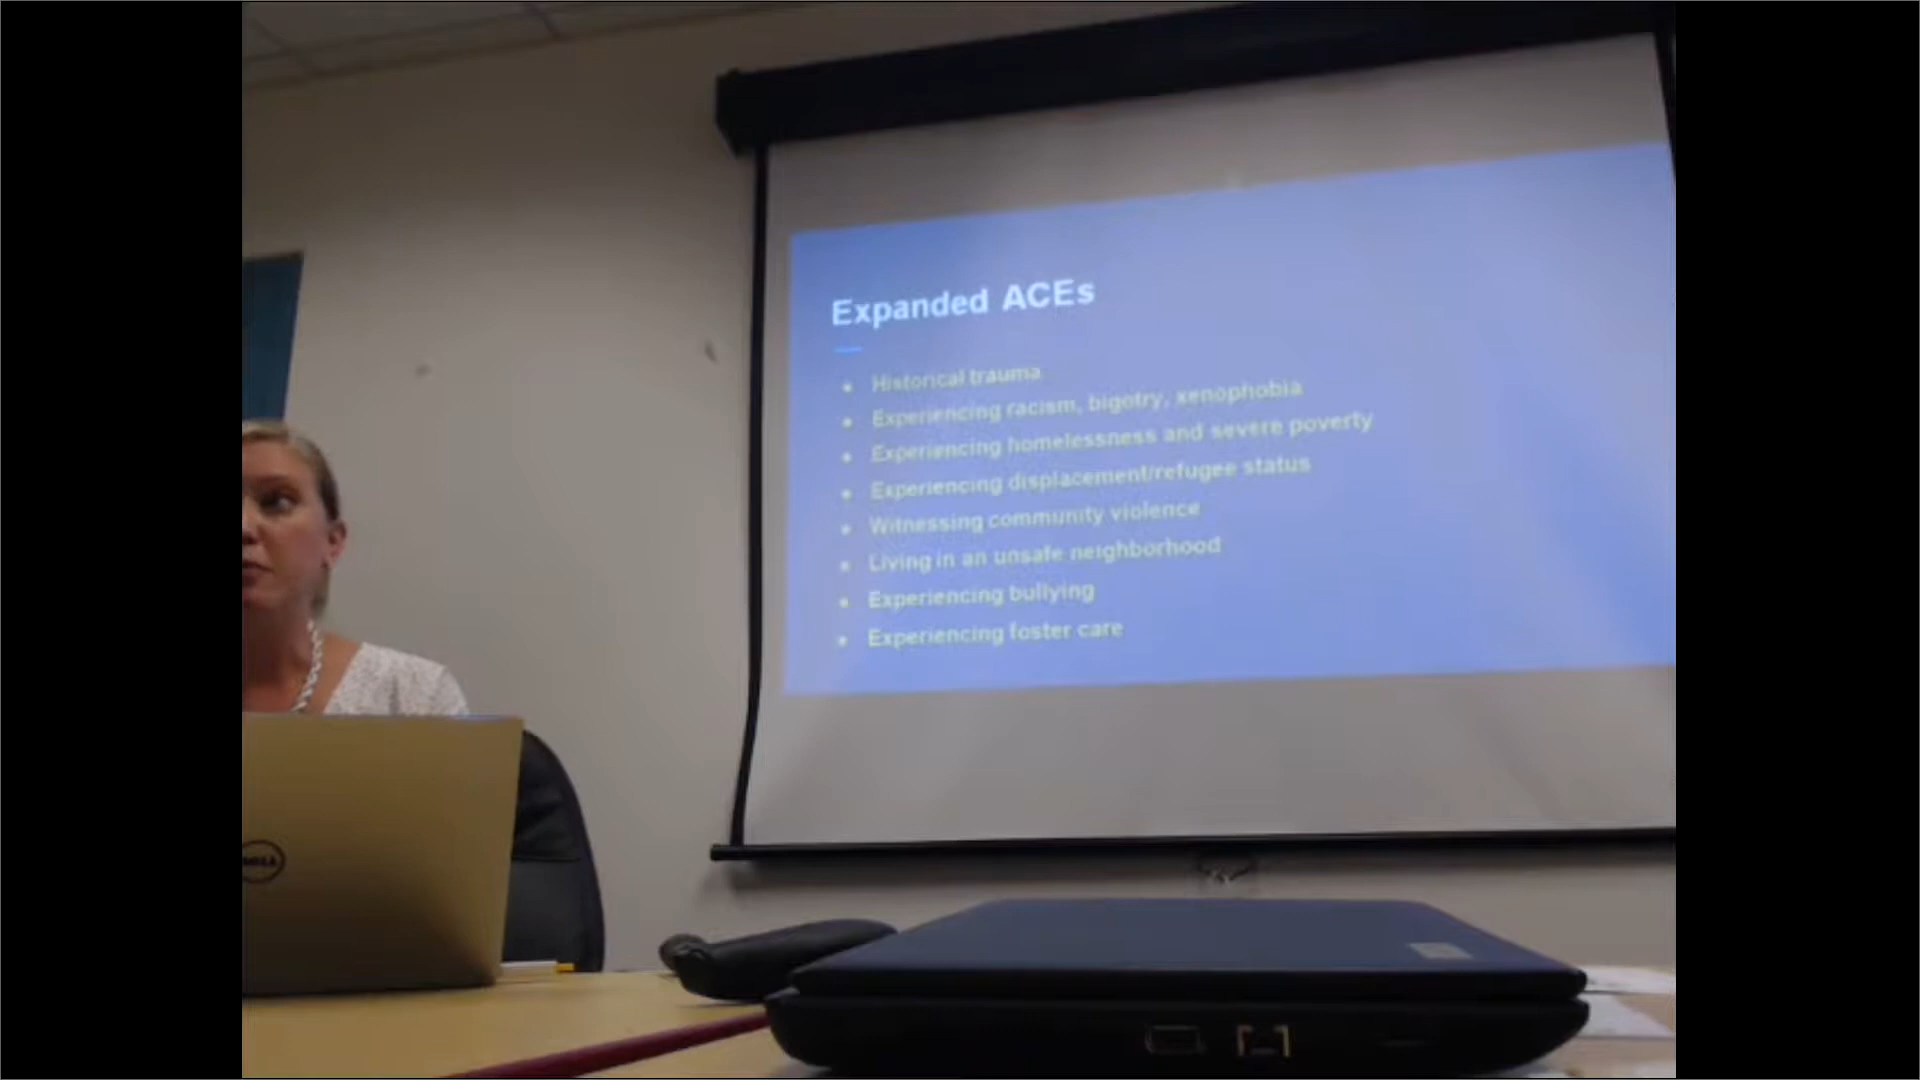 Expanded ACEs
• Historical trauma
• Experiencing racism, bigotry, xenophobia
• Experiencing homelessness and severe poverty
• Experiencing displacement/refugee status
• Witnessing community violence
• Living in an unsafe neighborhood
• Experiencing bullying
• Experiencing foster care
DELL